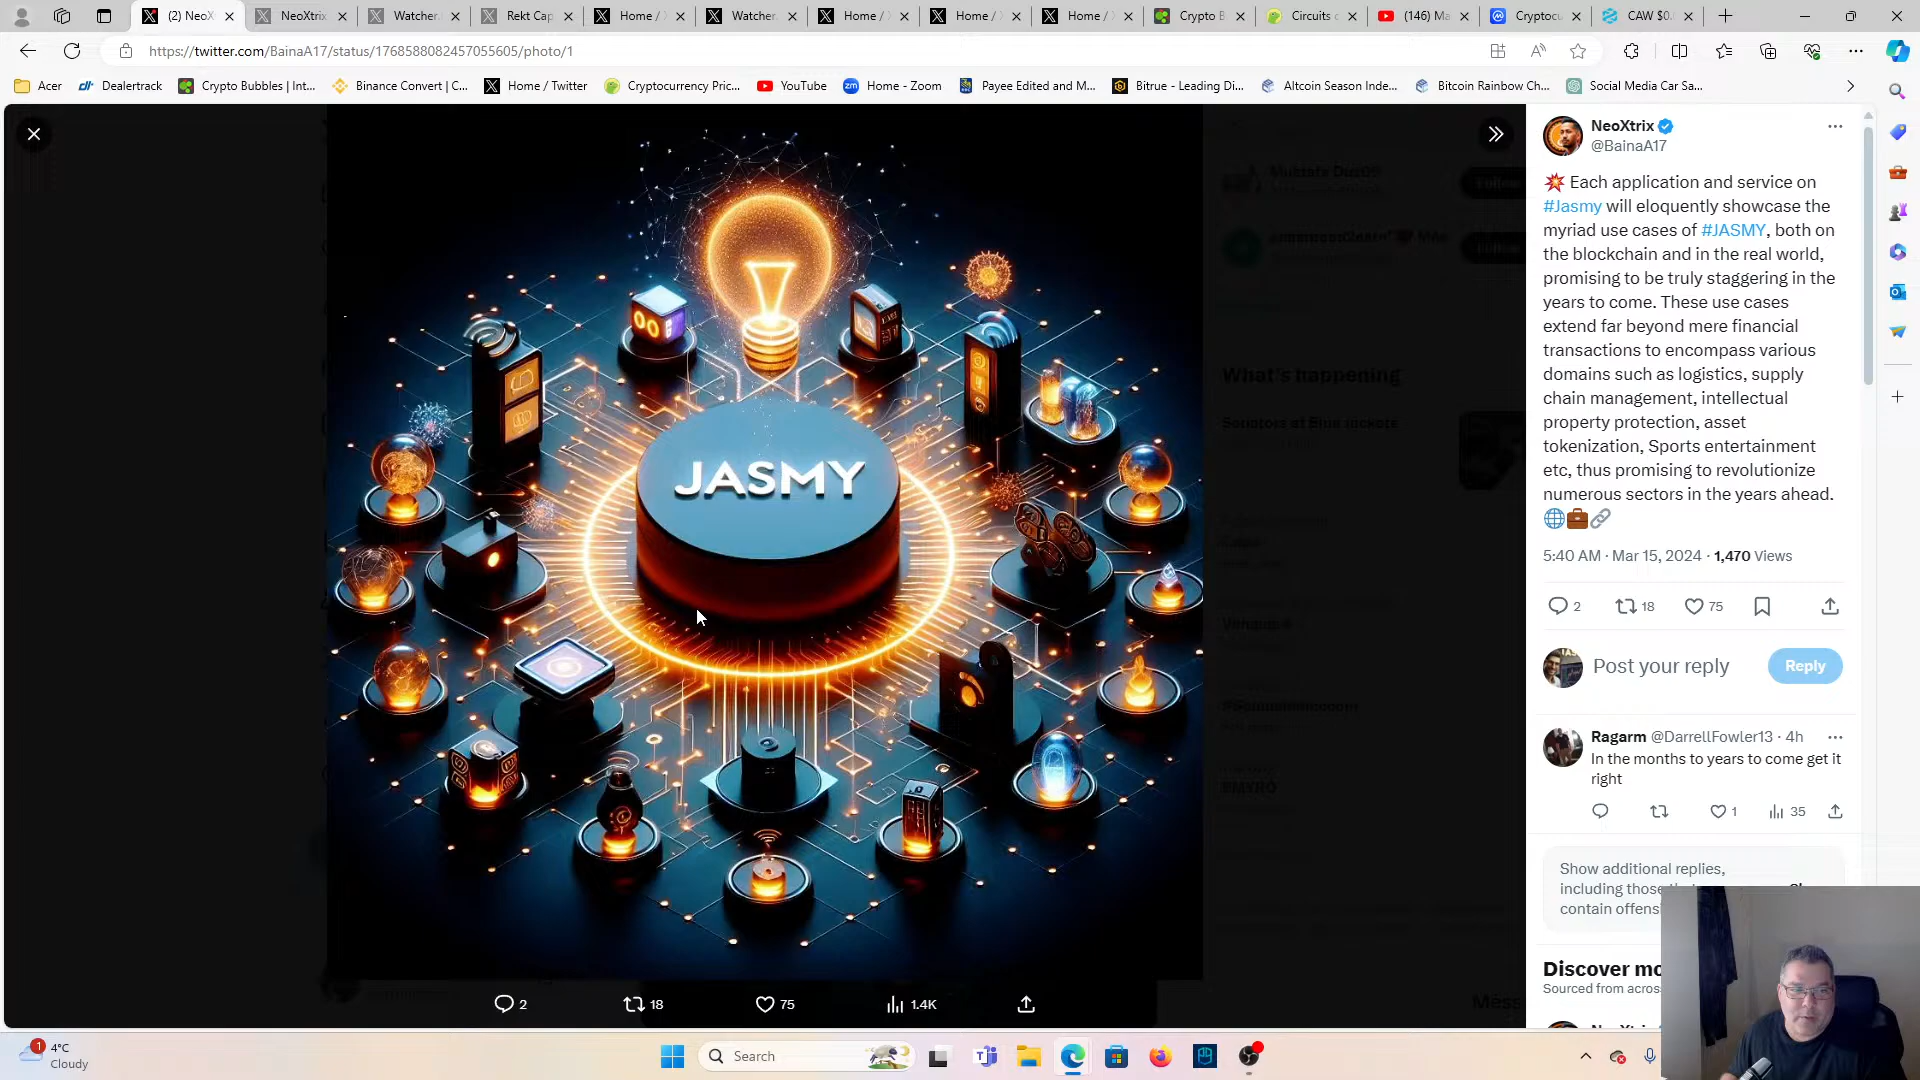 (2) NeoX
NeoXtrix
Watcher.
Rekt Cap
Home /
Watcher.
Home /
Home /
Home /
Crypto B
Circuits
(146) Ma
Cryptocu
CAW $0.
https://twitter.com/BainaA17/status/1768588082457055605/photo/1
Acer
Dealertrack
Crypto Bubbles | Int...
Binance Convert | C...
Home / Twitter
Cryptocurrency Pric...
YouTube
Home - Zoom
Payee Edited and M...
Bitrue - Leading Di...
Altcoin Season Inde...
Bitcoin Rainbow Ch...
Social Media Car Sa...
JASMY
What's happening
NeoXtrix
@BainaA17
💥 Each application and service on
#Jasmy will eloquently showcase the
myriad use cases of #JASMY, both on
the blockchain and in the real world,
promising to be truly staggering in the
years to come. These use cases
extend far beyond mere financial
transactions to encompass various
domains such as logistics, supply
chain management, intellectual
property protection, asset
tokenization, Sports entertainment
etc, thus promising to revolutionize
numerous sectors in the years ahead.
🌐💼🔗
5:40 AM · Mar 15, 2024 · 1,470 Views
2 18 75
Post your reply
Reply
Ragarm @DarrellFowler13 · 4h
In the months to years to come get it
right
1 35
Show additional replies,
including those
contain offens
Discover mo
Sourced from acros
2 18 75 1.4K
1
4°C
Cloudy
Search